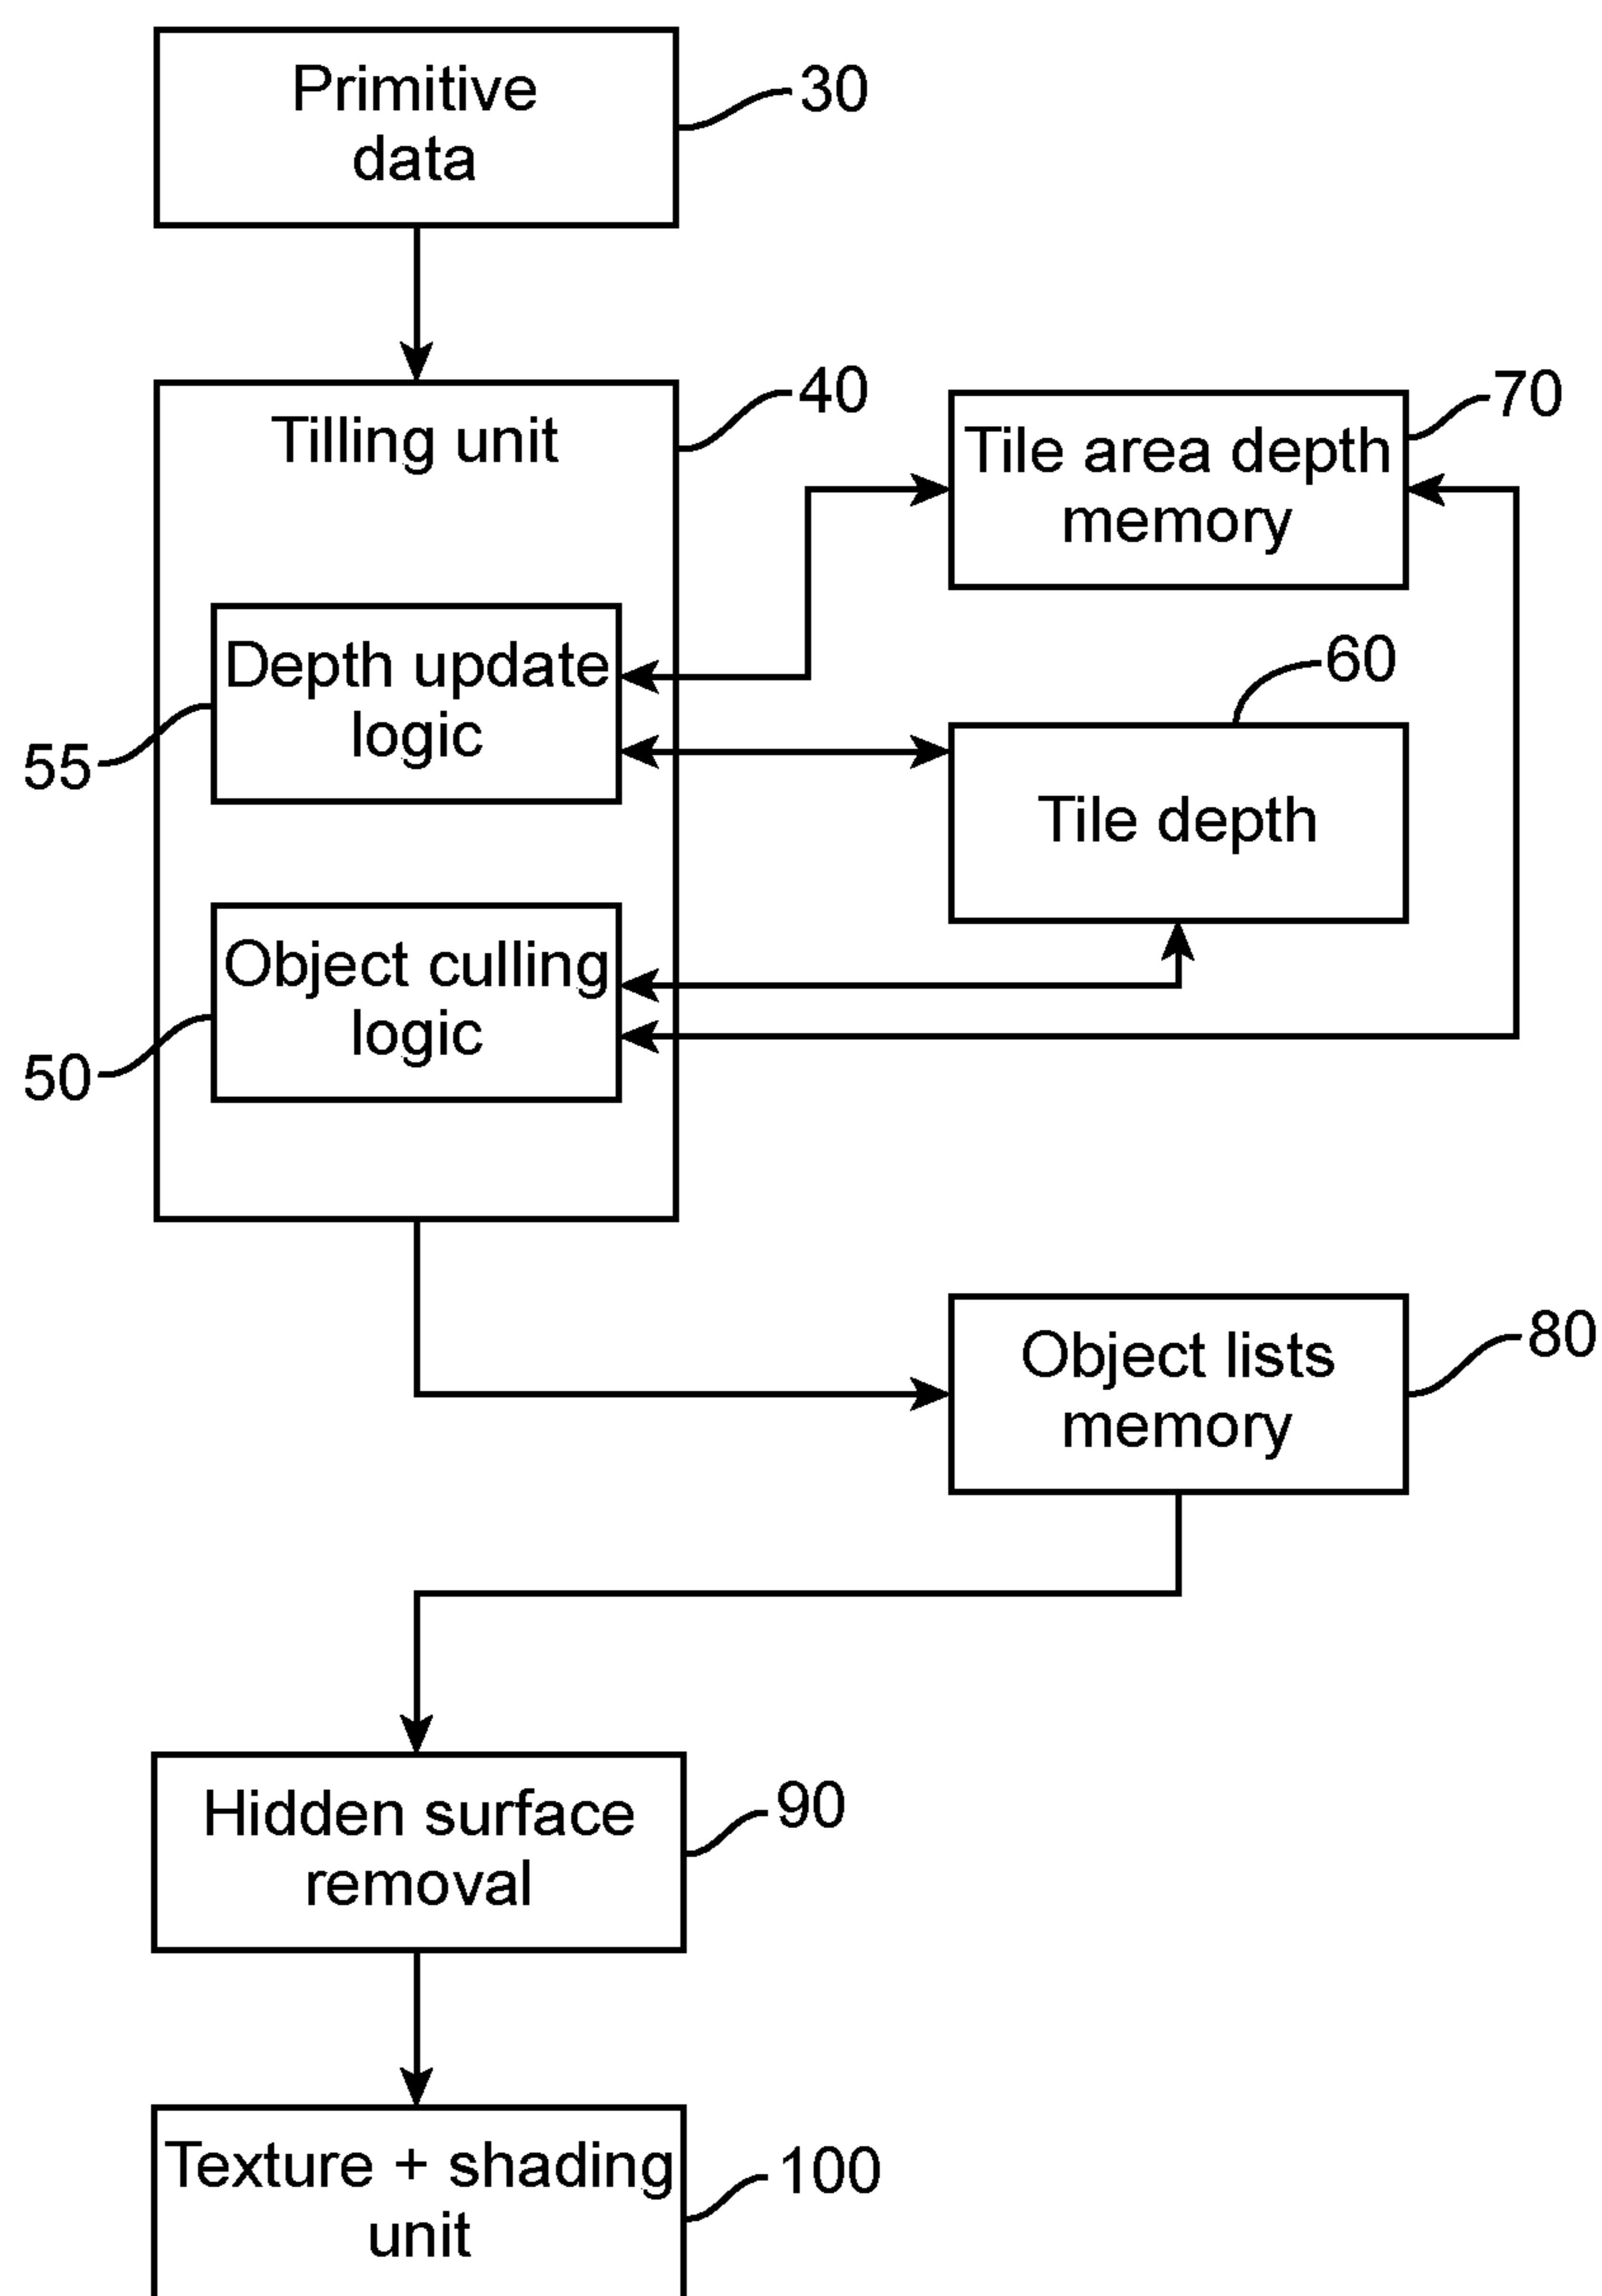 Primitive
data
30
Tilling unit
40
Tile area depth
memory
70
Depth update
logic
55
60
Tile depth
Object culling
logic
50
Object lists
memory
80
Hidden surface
removal
90
Texture + shading
unit
100